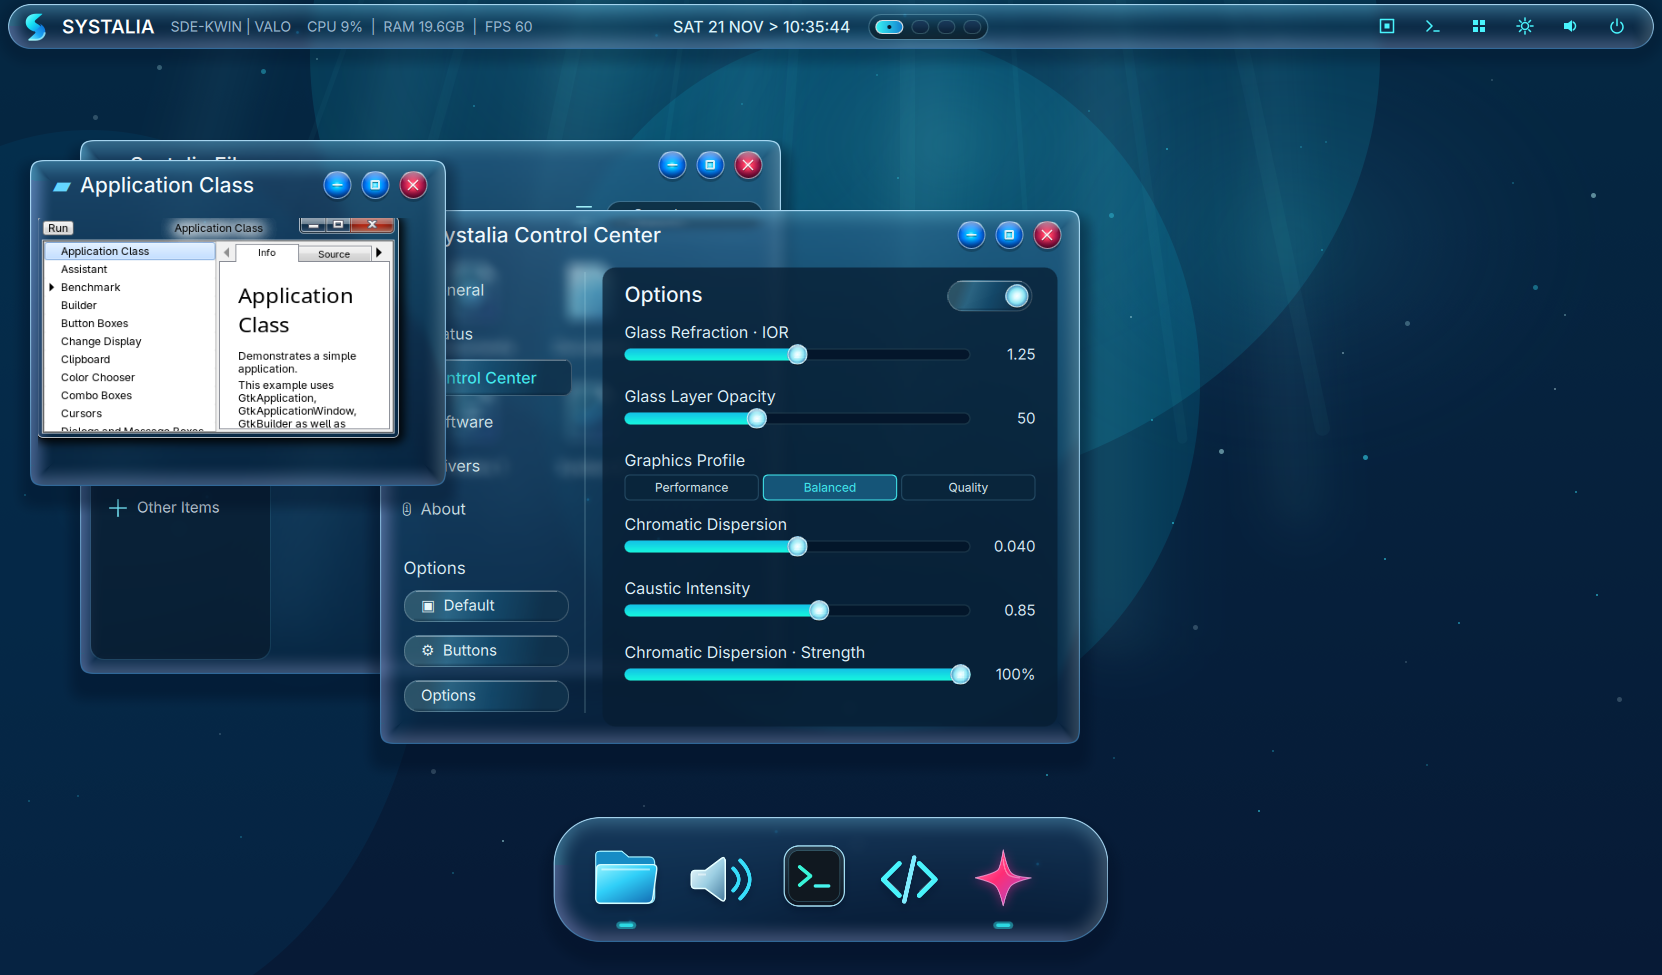 SYSTALIA SDE-KWIN | VALO CPU 9% | RAM 19.6GB | FPS 60 SAT 21 NOV > 10:35:44
Application Class
Run Application Class
Application Class
Assistant
Benchmark
Builder
Button Boxes
Change Display
Clipboard
Color Chooser
Combo Boxes
Cursors
Dialogs and Message Boxes
Info Source
Application
Class
Demonstrates a simple
application.
This example uses
GtkApplication,
GtkApplicationWindow,
GtkBuilder as well as
Other Items
ystalia Control Center
neral
atus
ntrol Center
ftware
ivers
About
Options
Default
Buttons
Options
Options
Glass Refraction · IOR
1.25
Glass Layer Opacity
50
Graphics Profile
Performance Balanced Quality
Chromatic Dispersion
0.040
Caustic Intensity
0.85
Chromatic Dispersion · Strength
100%